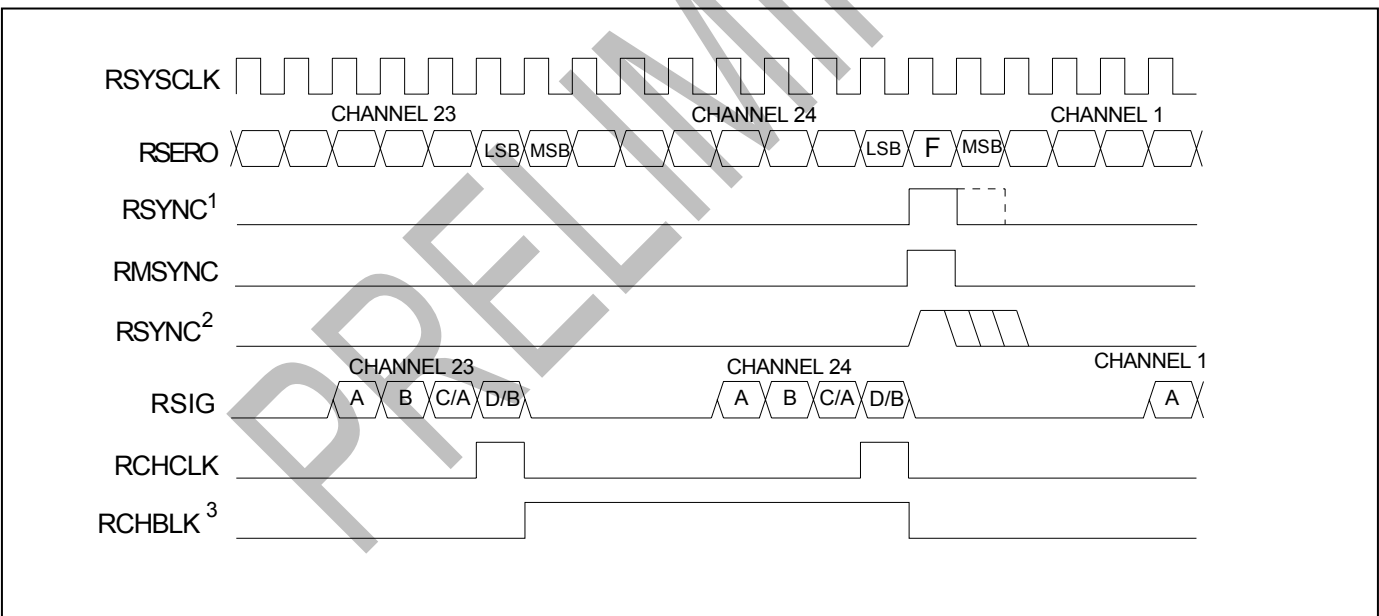 RSYSCLK
CHANNEL 23 CHANNEL 24 CHANNEL 1
RSERO LSB MSB LSB F MSB
RSYNC1
RMSYNC
RSYNC2
CHANNEL 23 CHANNEL 24 CHANNEL 1
RSIG A B C/A D/B A B C/A D/B A
RCHCLK
RCHBLK 3